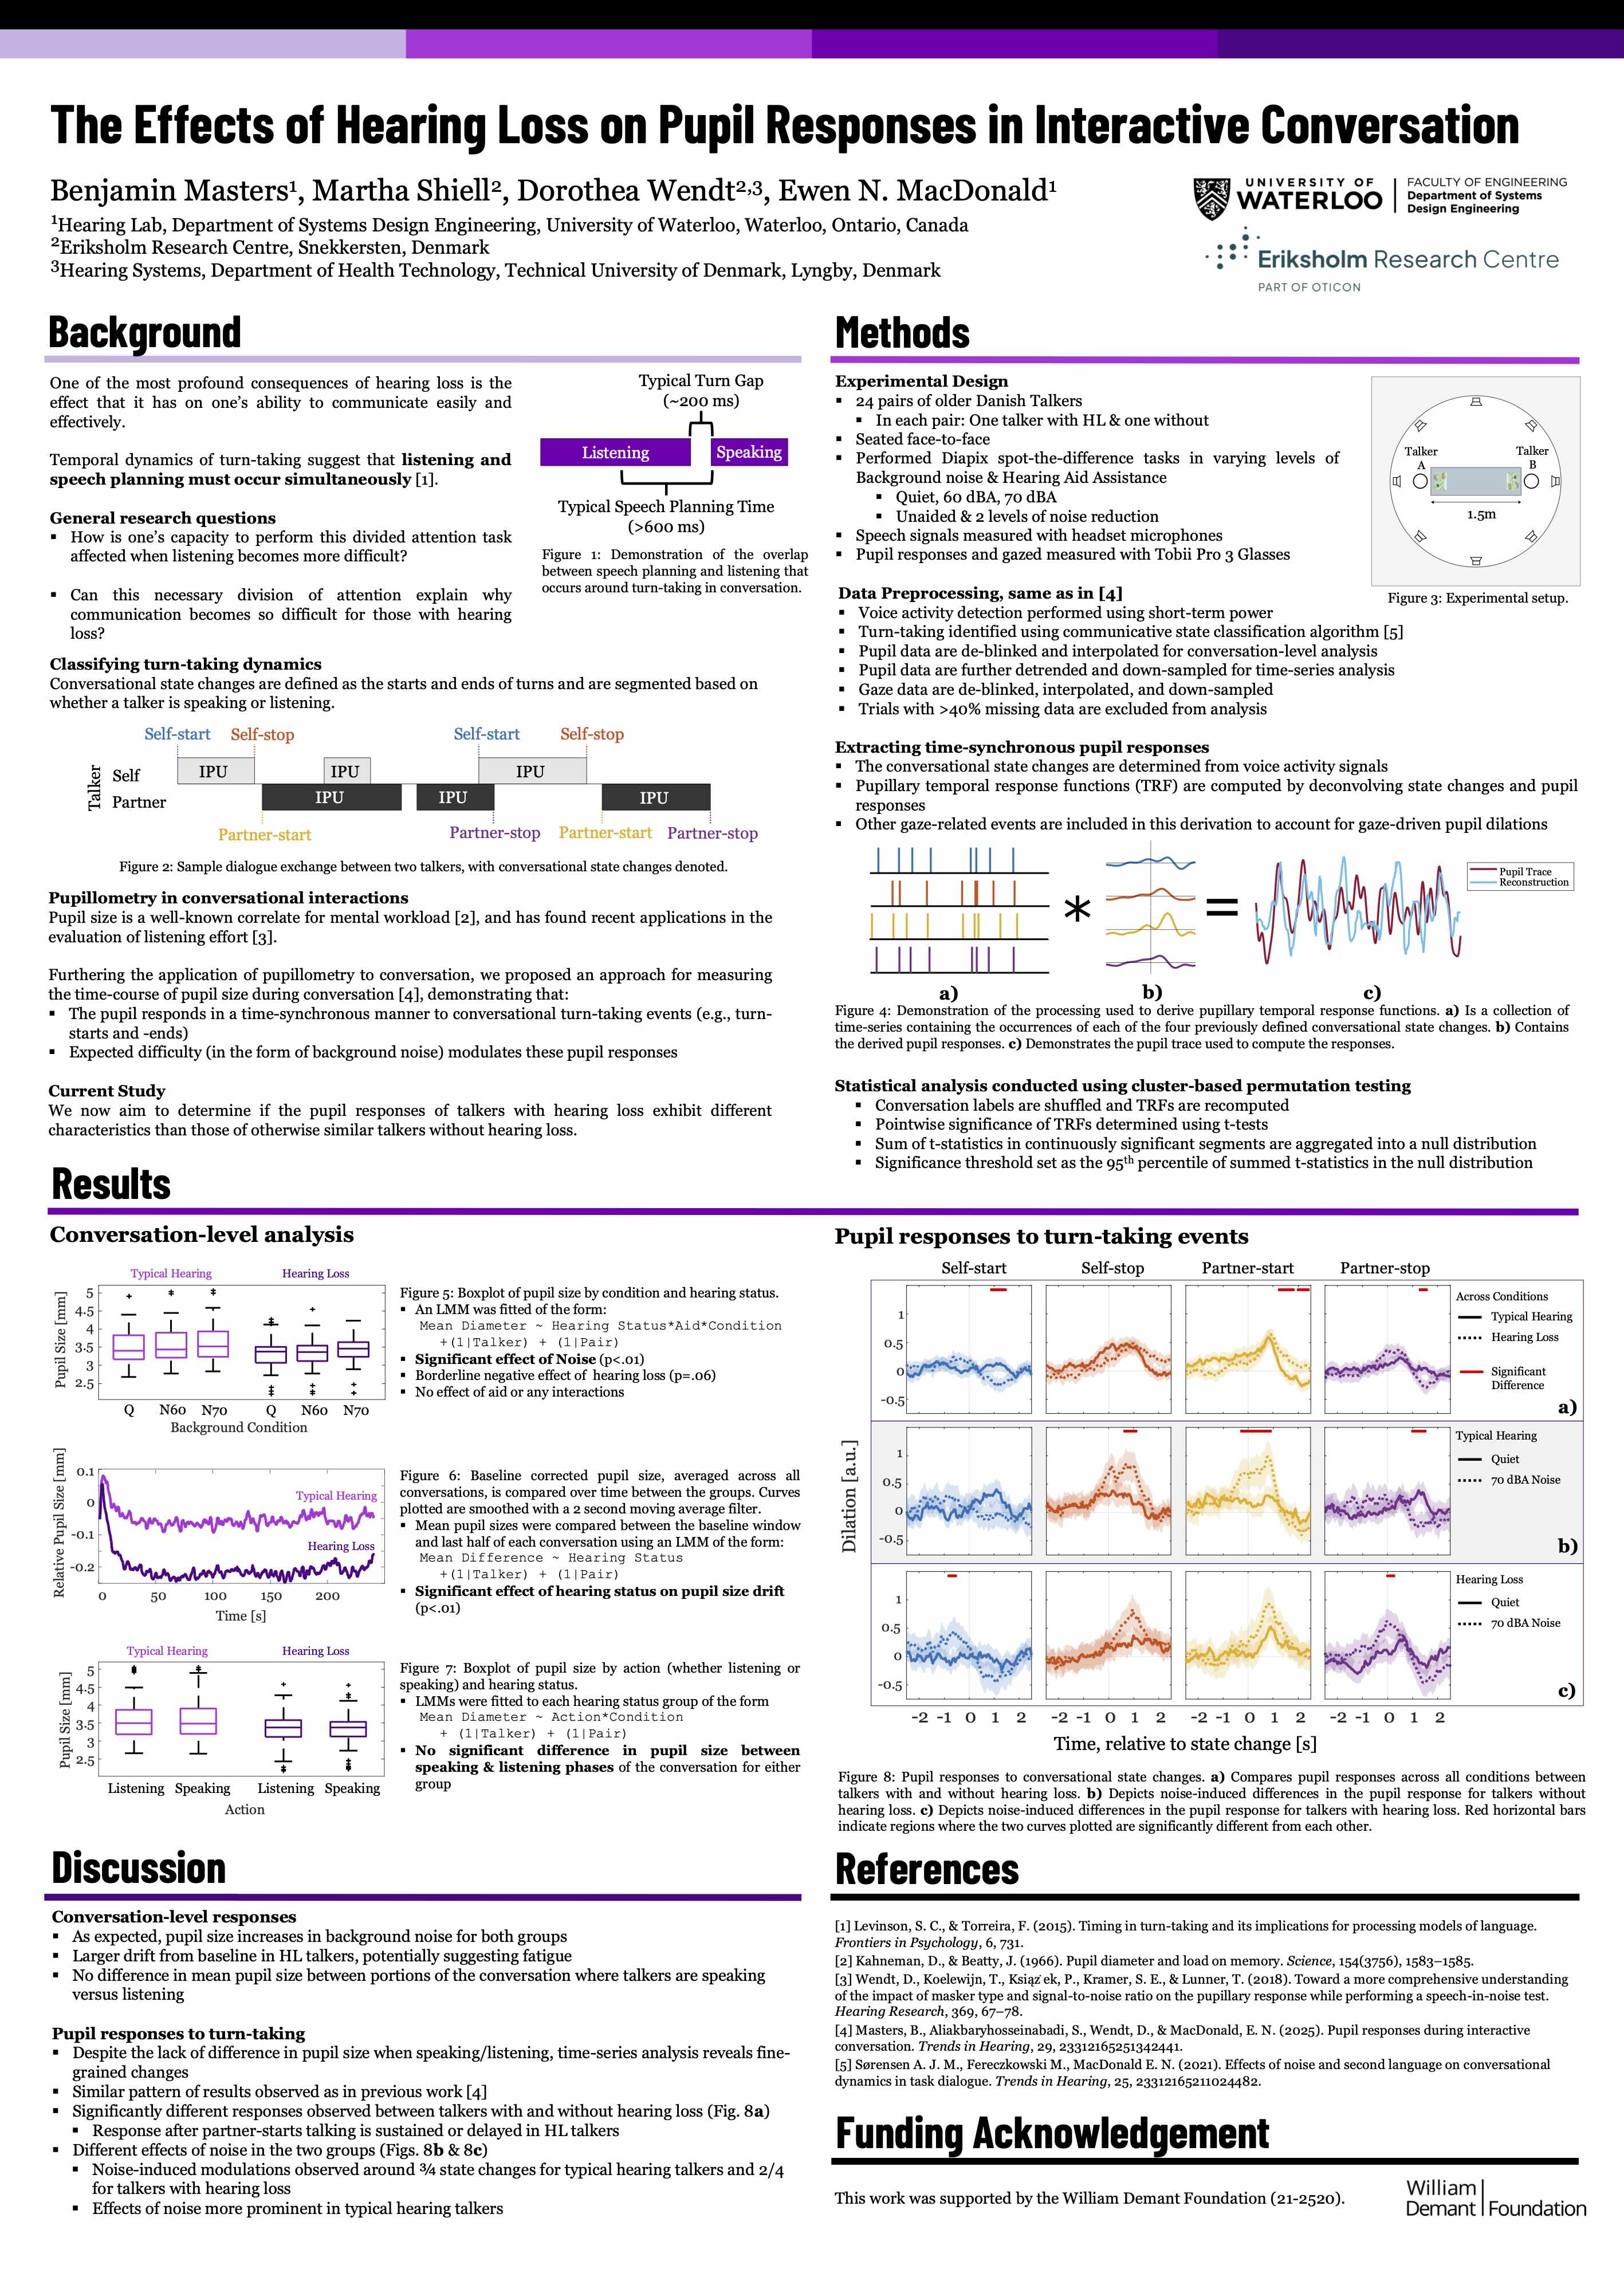 The Effects of Hearing Loss on Pupil Responses in Interactive Conversation
Benjamin Masters¹, Martha Shiell², Dorothea Wendt²,³, Ewen N. MacDonald¹
¹Hearing Lab, Department of Systems Design Engineering, University of Waterloo, Waterloo, Ontario, Canada
²Eriksholm Research Centre, Snekkersten, Denmark
³Hearing Systems, Department of Health Technology, Technical University of Denmark, Lyngby, Denmark
UNIVERSITY OF
WATERLOO
FACULTY OF ENGINEERING
Department of Systems
Design Engineering
Eriksholm Research Centre
PART OF OTICON
Background
One of the most profound consequences of hearing loss is the
effect that it has on one's ability to communicate easily and
effectively.
Temporal dynamics of turn-taking suggest that listening and
speech planning must occur simultaneously [1].
General research questions
▪ How is one's capacity to perform this divided attention task
affected when listening becomes more difficult?
▪ Can this necessary division of attention explain why
communication becomes so difficult for those with hearing
loss?
Typical Turn Gap
(~200 ms)
Listening
Speaking
Typical Speech Planning Time
(>600 ms)
Figure 1: Demonstration of the overlap
between speech planning and listening that
occurs around turn-taking in conversation.
Classifying turn-taking dynamics
Conversational state changes are defined as the starts and ends of turns and are segmented based on
whether a talker is speaking or listening.
Self-start Self-stop Self-start Self-stop
Talker
Self
IPU IPU IPU
Partner
IPU IPU IPU
Partner-start Partner-stop Partner-start Partner-stop
Figure 2: Sample dialogue exchange between two talkers, with conversational state changes denoted.
Pupillometry in conversational interactions
Pupil size is a well-known correlate for mental workload [2], and has found recent applications in the
evaluation of listening effort [3].
Furthering the application of pupillometry to conversation, we proposed an approach for measuring
the time-course of pupil size during conversation [4], demonstrating that:
▪ The pupil responds in a time-synchronous manner to conversational turn-taking events (e.g., turn-
starts and -ends)
▪ Expected difficulty (in the form of background noise) modulates these pupil responses
Current Study
We now aim to determine if the pupil responses of talkers with hearing loss exhibit different
characteristics than those of otherwise similar talkers without hearing loss.
Methods
Experimental Design
▪ 24 pairs of older Danish Talkers
▪ In each pair: One talker with HL & one without
▪ Seated face-to-face
▪ Performed Diapix spot-the-difference tasks in varying levels of
Background noise & Hearing Aid Assistance
▪ Quiet, 60 dBA, 70 dBA
▪ Unaided & 2 levels of noise reduction
▪ Speech signals measured with headset microphones
▪ Pupil responses and gazed measured with Tobii Pro 3 Glasses
Talker
A
Talker
B
1.5m
Figure 3: Experimental setup.
Data Preprocessing, same as in [4]
▪ Voice activity detection performed using short-term power
▪ Turn-taking identified using communicative state classification algorithm [5]
▪ Pupil data are de-blinked and interpolated for conversation-level analysis
▪ Pupil data are further detrended and down-sampled for time-series analysis
▪ Gaze data are de-blinked, interpolated, and down-sampled
▪ Trials with >40% missing data are excluded from analysis
Extracting time-synchronous pupil responses
▪ The conversational state changes are determined from voice activity signals
▪ Pupillary temporal response functions (TRF) are computed by deconvolving state changes and pupil
responses
▪ Other gaze-related events are included in this derivation to account for gaze-driven pupil dilations
* =
Pupil Trace
Reconstruction
a) b) c)
Figure 4: Demonstration of the processing used to derive pupillary temporal response functions. a) Is a collection of
time-series containing the occurrences of each of the four previously defined conversational state changes. b) Contains
the derived pupil responses. c) Demonstrates the pupil trace used to compute the responses.
Statistical analysis conducted using cluster-based permutation testing
▪ Conversation labels are shuffled and TRFs are recomputed
▪ Pointwise significance of TRFs determined using t-tests
▪ Sum of t-statistics in continuously significant segments are aggregated into a null distribution
▪ Significance threshold set as the 95th percentile of summed t-statistics in the null distribution
Results
Conversation-level analysis
Typical Hearing Hearing Loss
Pupil Size [mm]
5
4.5
4
3.5
3
2.5
Q N60 N70 Q N60 N70
Background Condition
Figure 5: Boxplot of pupil size by condition and hearing status.
▪ An LMM was fitted of the form:
Mean Diameter ~ Hearing Status*Aid*Condition
+(1|Talker) + (1|Pair)
▪ Significant effect of Noise (p<.01)
▪ Borderline negative effect of hearing loss (p=.06)
▪ No effect of aid or any interactions
Relative Pupil Size [mm]
0.1
0
-0.1
-0.2
Typical Hearing
Hearing Loss
0 50 100 150 200
Time [s]
Figure 6: Baseline corrected pupil size, averaged across all
conversations, is compared over time between the groups. Curves
plotted are smoothed with a 2 second moving average filter.
▪ Mean pupil sizes were compared between the baseline window
and last half of each conversation using an LMM of the form:
Mean Difference ~ Hearing Status
+(1|Talker) + (1|Pair)
▪ Significant effect of hearing status on pupil size drift
(p<.01)
Typical Hearing Hearing Loss
Pupil Size [mm]
5
4.5
4
3.5
3
2.5
Listening Speaking Listening Speaking
Action
Figure 7: Boxplot of pupil size by action (whether listening or
speaking) and hearing status.
▪ LMMs were fitted to each hearing status group of the form
Mean Diameter ~ Action*Condition
+ (1|Talker) + (1|Pair)
▪ No significant difference in pupil size between
speaking & listening phases of the conversation for either
group
Pupil responses to turn-taking events
Self-start Self-stop Partner-start Partner-stop
Dilation [a.u.]
1
0.5
0
-0.5
Across Conditions
Typical Hearing
Hearing Loss
Significant
Difference
a)
1
0.5
0
-0.5
Typical Hearing
Quiet
70 dBA Noise
b)
1
0.5
0
-0.5
Hearing Loss
Quiet
70 dBA Noise
c)
-2 -1 0 1 2 -2 -1 0 1 2 -2 -1 0 1 2 -2 -1 0 1 2
Time, relative to state change [s]
Figure 8: Pupil responses to conversational state changes. a) Compares pupil responses across all conditions between
talkers with and without hearing loss. b) Depicts noise-induced differences in the pupil response for talkers without
hearing loss. c) Depicts noise-induced differences in the pupil response for talkers with hearing loss. Red horizontal bars
indicate regions where the two curves plotted are significantly different from each other.
Discussion
Conversation-level responses
▪ As expected, pupil size increases in background noise for both groups
▪ Larger drift from baseline in HL talkers, potentially suggesting fatigue
▪ No difference in mean pupil size between portions of the conversation where talkers are speaking
versus listening
Pupil responses to turn-taking
▪ Despite the lack of difference in pupil size when speaking/listening, time-series analysis reveals fine-
grained changes
▪ Similar pattern of results observed as in previous work [4]
▪ Significantly different responses observed between talkers with and without hearing loss (Fig. 8a)
▪ Response after partner-starts talking is sustained or delayed in HL talkers
▪ Different effects of noise in the two groups (Figs. 8b & 8c)
▪ Noise-induced modulations observed around ¾ state changes for typical hearing talkers and 2/4
for talkers with hearing loss
▪ Effects of noise more prominent in typical hearing talkers
References
[1] Levinson, S. C., & Torreira, F. (2015). Timing in turn-taking and its implications for processing models of language.
Frontiers in Psychology, 6, 731.
[2] Kahneman, D., & Beatty, J. (1966). Pupil diameter and load on memory. Science, 154(3756), 1583–1585.
[3] Wendt, D., Koelewijn, T., Książ ek, P., Kramer, S. E., & Lunner, T. (2018). Toward a more comprehensive understanding
of the impact of masker type and signal-to-noise ratio on the pupillary response while performing a speech-in-noise test.
Hearing Research, 369, 67–78.
[4] Masters, B., Aliakbaryhosseinabadi, S., Wendt, D., & MacDonald, E. N. (2025). Pupil responses during interactive
conversation. Trends in Hearing, 29, 23312165251342441.
[5] Sørensen A. J. M., Fereczkowski M., MacDonald E. N. (2021). Effects of noise and second language on conversational
dynamics in task dialogue. Trends in Hearing, 25, 23312165211024482.
Funding Acknowledgement
This work was supported by the William Demant Foundation (21-2520).
William
Demant Foundation